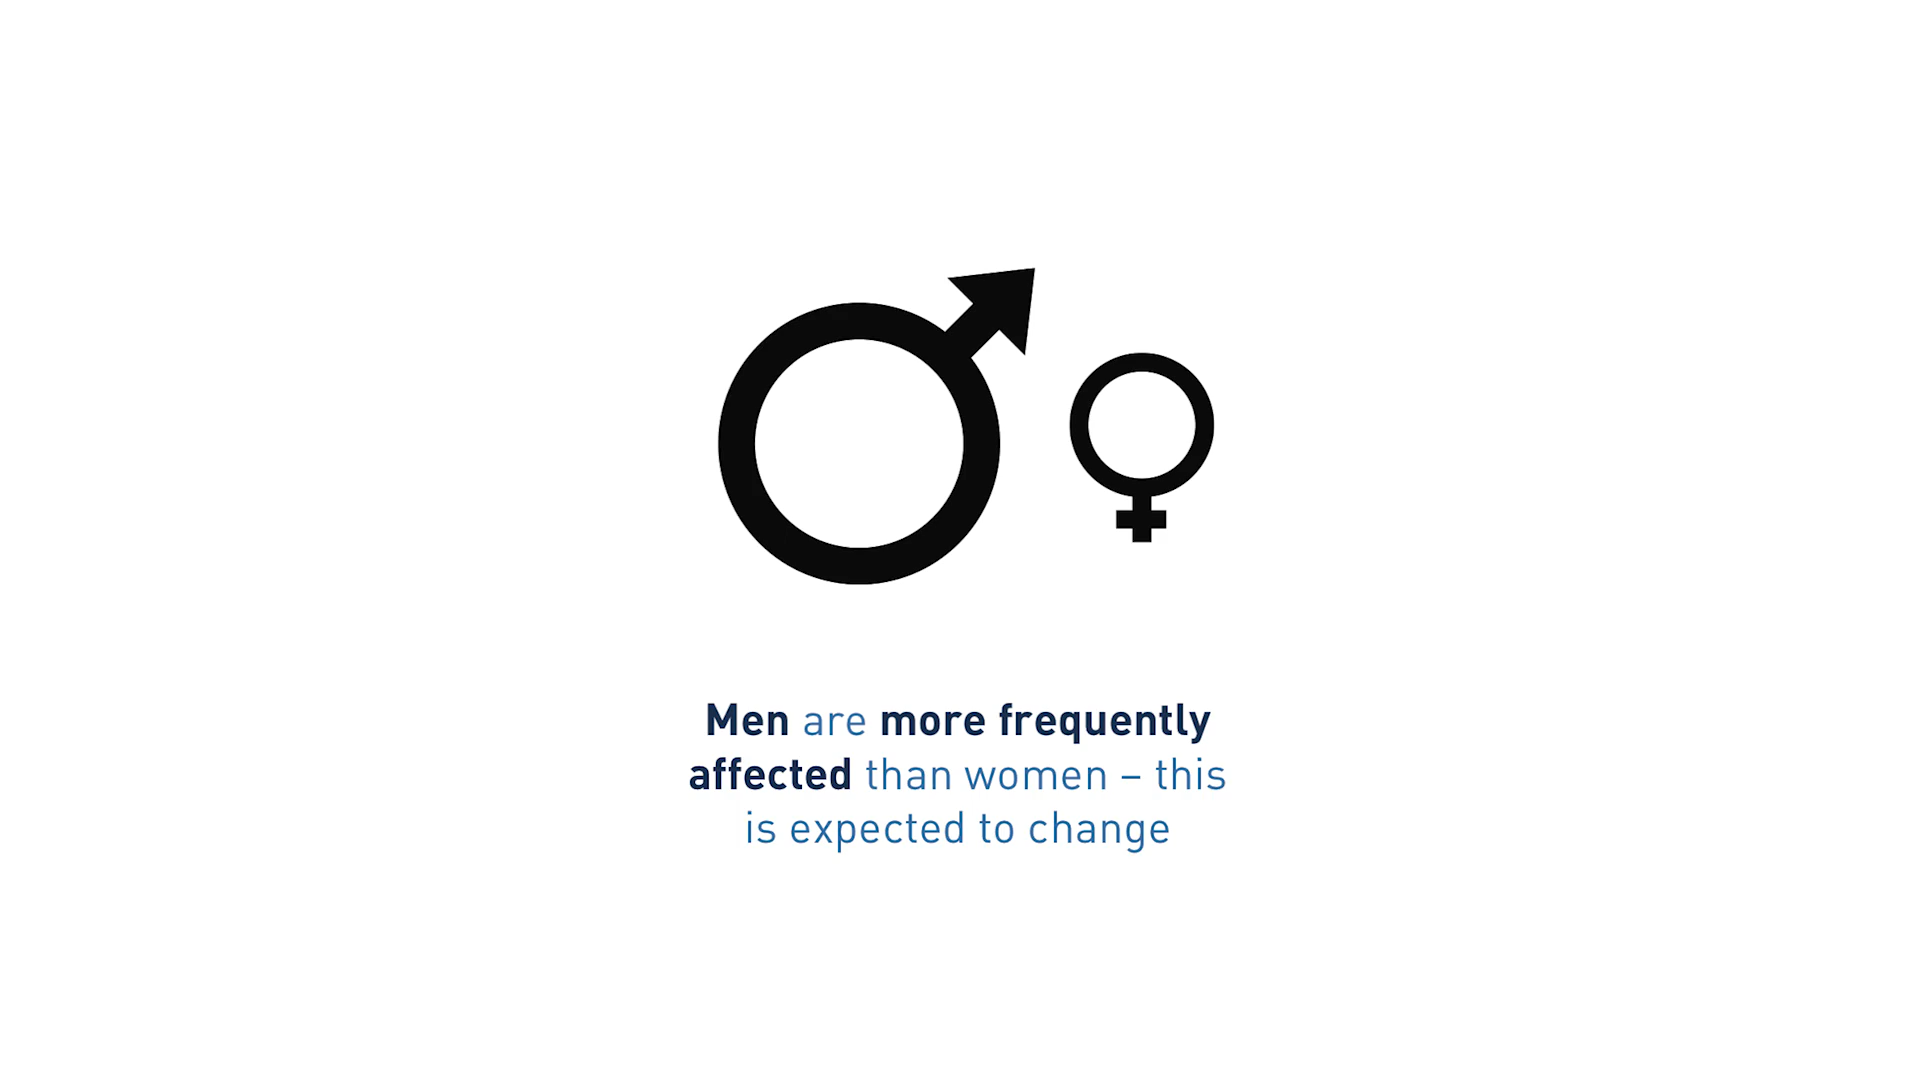 Men are more frequently
affected than women – this
is expected to change